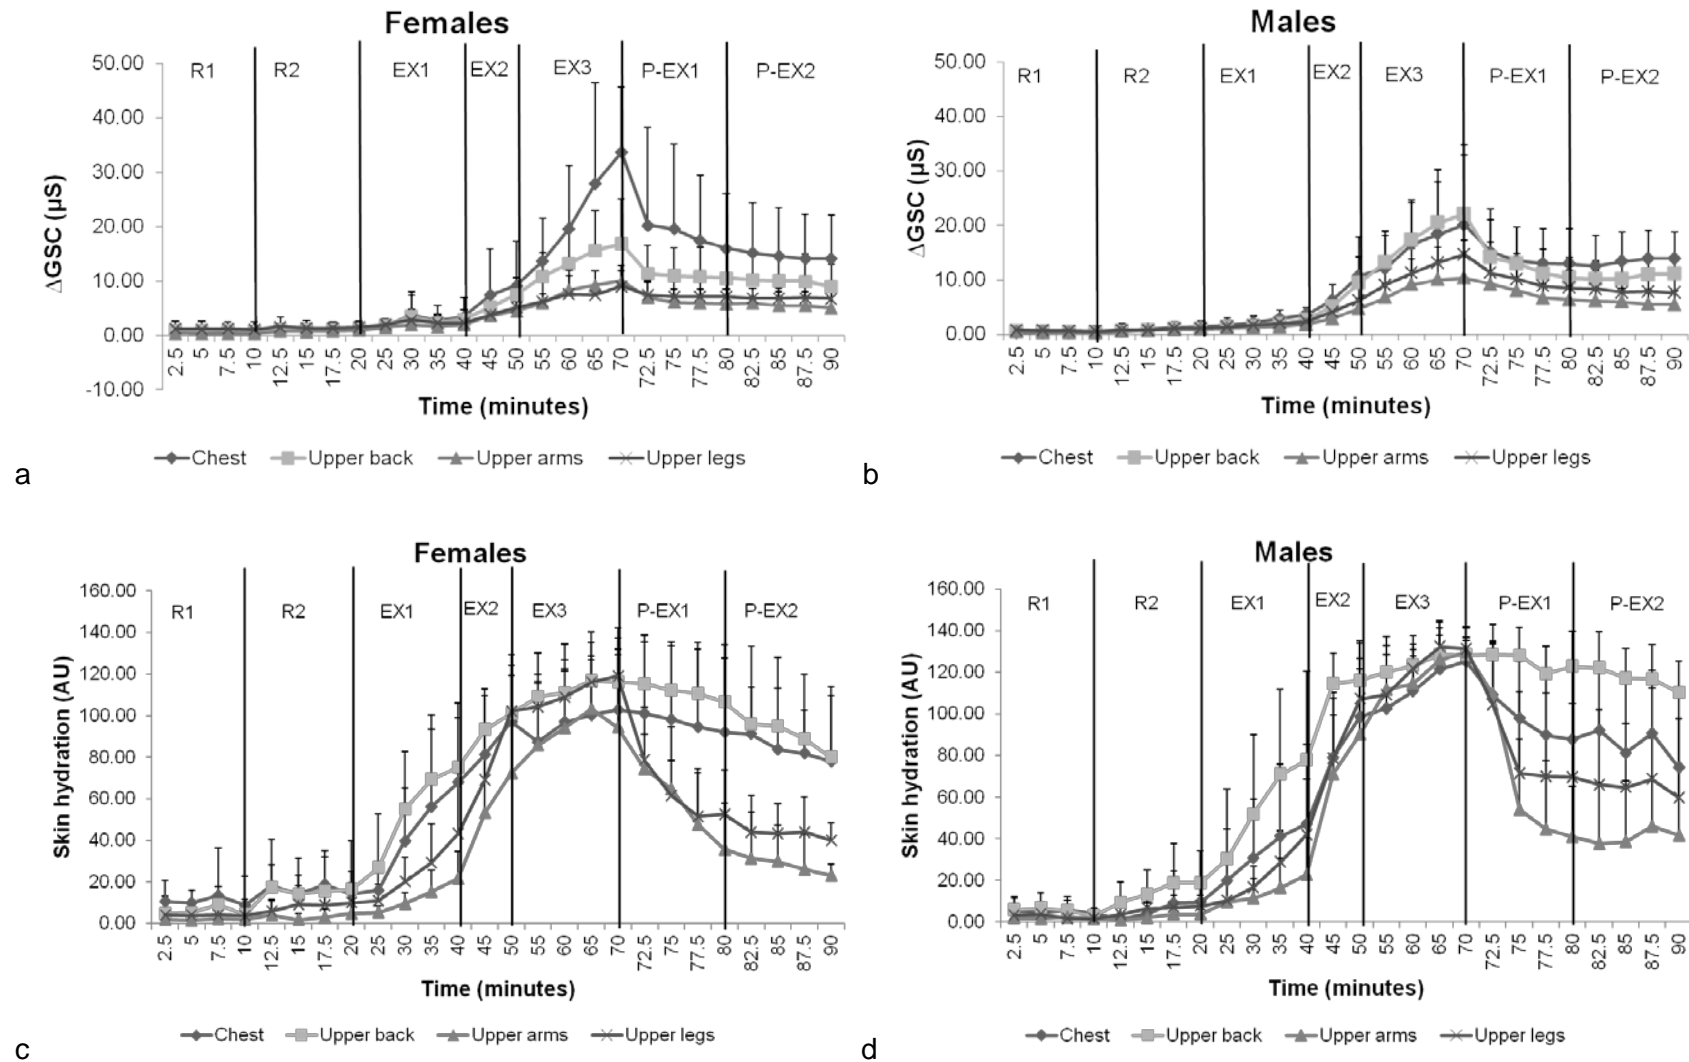 Females
R1 R2 EX1 EX2 EX3 P-EX1 P-EX2
50.00
40.00
30.00
20.00
10.00
0.00
-10.00
ΔGSC (µS)
2.5 5 7.5 10 12.5 15 17.5 20 25 30 35 40 45 50 55 60 65 70 72.5 75 77.5 80 82.5 85 87.5 90
Time (minutes)
Chest Upper back Upper arms Upper legs
a
Males
R1 R2 EX1 EX2 EX3 P-EX1 P-EX2
50.00
40.00
30.00
20.00
10.00
0.00
ΔGSC (µS)
2.5 5 7.5 10 12.5 15 17.5 20 25 30 35 40 45 50 55 60 65 70 72.5 75 77.5 80 82.5 85 87.5 90
Time (minutes)
Chest Upper back Upper arms Upper legs
b
Females
R1 R2 EX1 EX2 EX3 P-EX1 P-EX2
160.00
140.00
120.00
100.00
80.00
60.00
40.00
20.00
0.00
Skin hydration (AU)
2.5 5 7.5 10 12.5 15 17.5 20 25 30 35 40 45 50 55 60 65 70 72.5 75 77.5 80 82.5 85 87.5 90
Time (minutes)
Chest Upper back Upper arms Upper legs
c
Males
R1 R2 EX1 EX2 EX3 P-EX1 P-EX2
160.00
140.00
120.00
100.00
80.00
60.00
40.00
20.00
0.00
Skin hydration (AU)
2.5 5 7.5 10 12.5 15 17.5 20 25 30 35 40 45 50 55 60 65 70 72.5 75 77.5 80 82.5 85 87.5 90
Time (minutes)
Chest Upper back Upper arms Upper legs
d